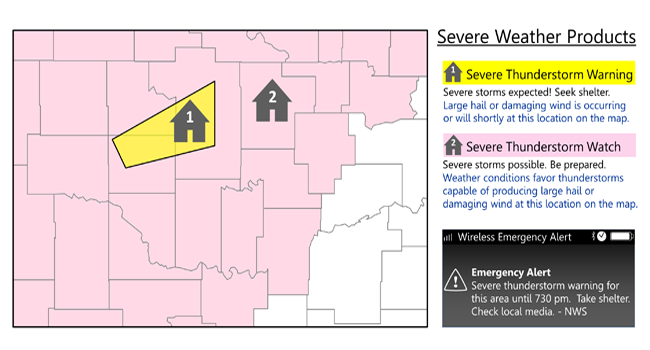 Severe Weather Products
1 Severe Thunderstorm Warning
Severe storms expected! Seek shelter.
Large hail or damaging wind is occurring
or will shortly at this location on the map.
2 Severe Thunderstorm Watch
Severe storms possible. Be prepared.
Weather conditions favor thunderstorms
capable of producing large hail or
damaging wind at this location on the map.
Wireless Emergency Alert
Emergency Alert
Severe thunderstorm warning for
this area until 730 pm. Take shelter.
Check local media. - NWS
1
2